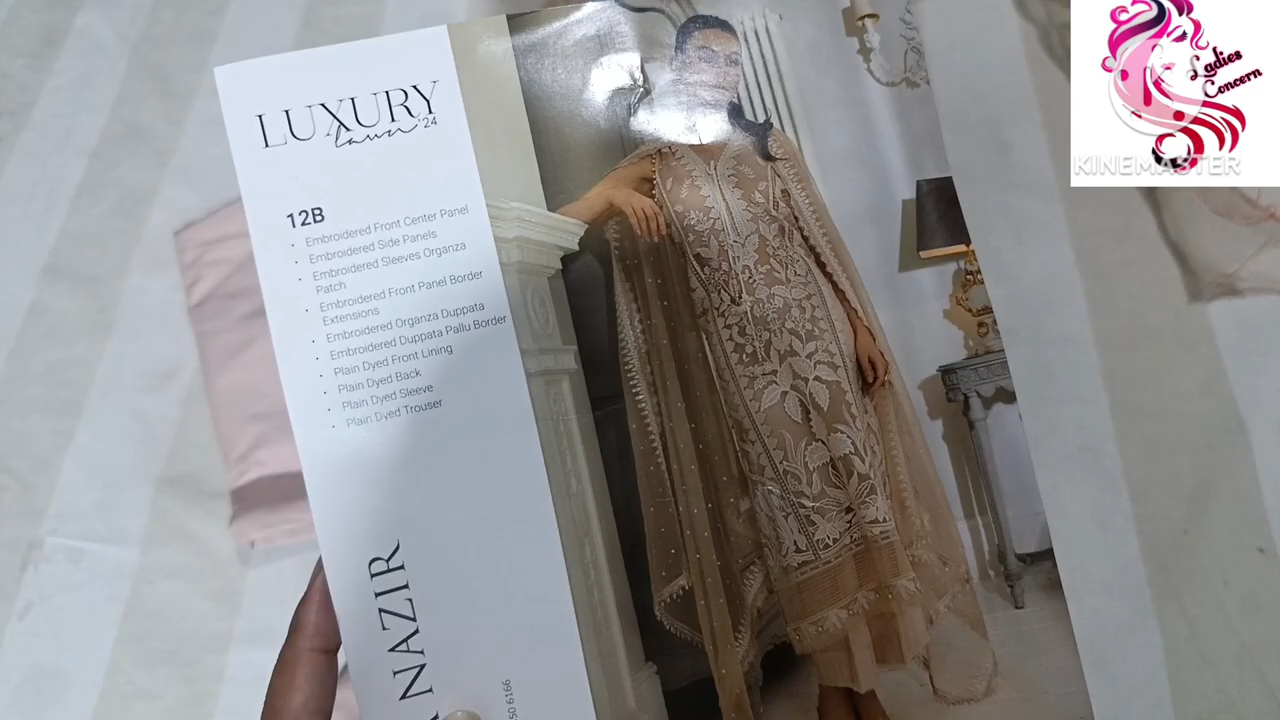 LUXURY
Lawn '24
12B
• Embroidered Front Center Panel
• Embroidered Side Panels
• Embroidered Sleeves Organza
Patch
• Embroidered Front Panel Border
Extensions
• Embroidered Organza Duppata
• Embroidered Duppata Pallu Border
• Plain Dyed Front Lining
• Plain Dyed Back
• Plain Dyed Sleeve
• Plain Dyed Trouser
NAZIR
50 6166
Ladies
Concern
KINEMASTER